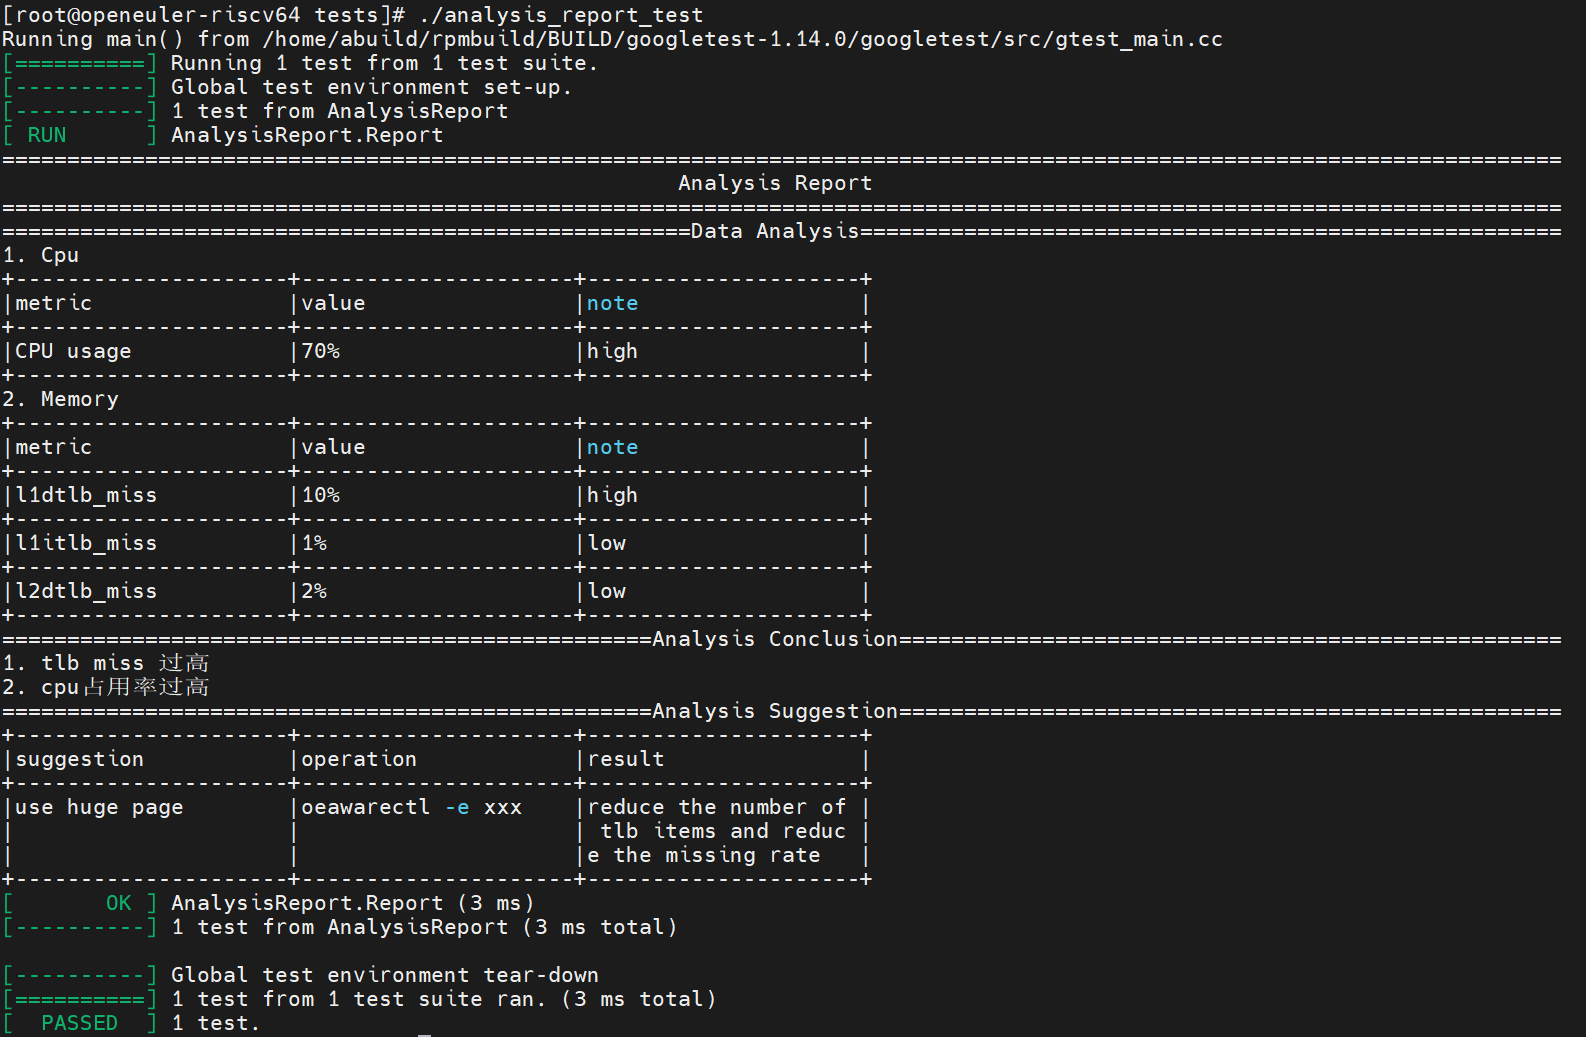 [root@openeuler-riscv64 tests]# ./analysis_report_test
Running main() from /home/abuild/rpmbuild/BUILD/googletest-1.14.0/googletest/src/gtest_main.cc
[==========] Running 1 test from 1 test suite.
[----------] Global test environment set-up.
[----------] 1 test from AnalysisReport
[ RUN      ] AnalysisReport.Report
========================================================================================================================
                                                    Analysis Report
========================================================================================================================
=====================================================Data Analysis======================================================
1. Cpu
+---------------------+---------------------+---------------------+
|metric               |value                |note                 |
+---------------------+---------------------+---------------------+
|CPU usage            |70%                  |high                 |
+---------------------+---------------------+---------------------+
2. Memory
+---------------------+---------------------+---------------------+
|metric               |value                |note                 |
+---------------------+---------------------+---------------------+
|l1dtlb_miss          |10%                  |high                 |
+---------------------+---------------------+---------------------+
|l1itlb_miss          |1%                   |low                  |
+---------------------+---------------------+---------------------+
|l2dtlb_miss          |2%                   |low                  |
+---------------------+---------------------+---------------------+
==================================================Analysis Conclusion===================================================
1. tlb miss 过高
2. cpu占用率过高
==================================================Analysis Suggestion===================================================
+---------------------+---------------------+---------------------+
|suggestion           |operation            |result               |
+---------------------+---------------------+---------------------+
|use huge page        |oeawarectl -e xxx    |reduce the number of |
|                     |                     | tlb items and reduc |
|                     |                     |e the missing rate   |
+---------------------+---------------------+---------------------+
[       OK ] AnalysisReport.Report (3 ms)
[----------] 1 test from AnalysisReport (3 ms total)

[----------] Global test environment tear-down
[==========] 1 test from 1 test suite ran. (3 ms total)
[  PASSED  ] 1 test.